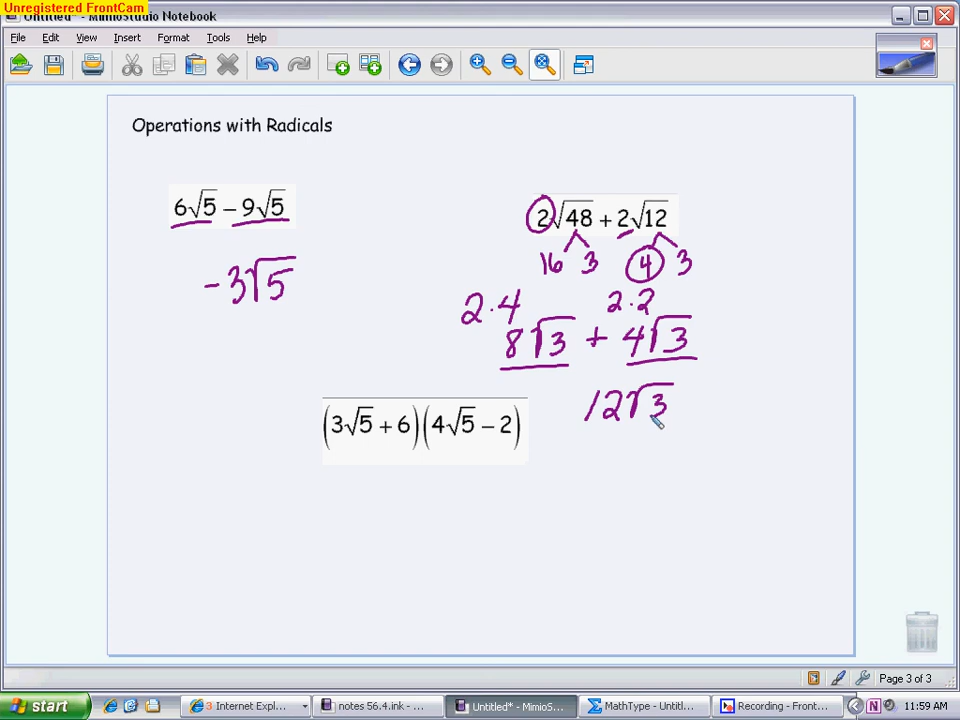 Unregistered FrontCam
Untitled* - MimioStudio Notebook
File Edit View Insert Format Tools Help
Operations with Radicals
6√5 – 9√5
-3√5
2√48 + 2√12
16 3 4 3
2·4 2·2
8√3 + 4√3
12√3
(3√5 + 6)(4√5 – 2)
Page 3 of 3
start 3 Internet Expl... notes 56.4.ink - ... Untitled* - MimioS... MathType - Untitl... Recording - Front... N 11:59 AM